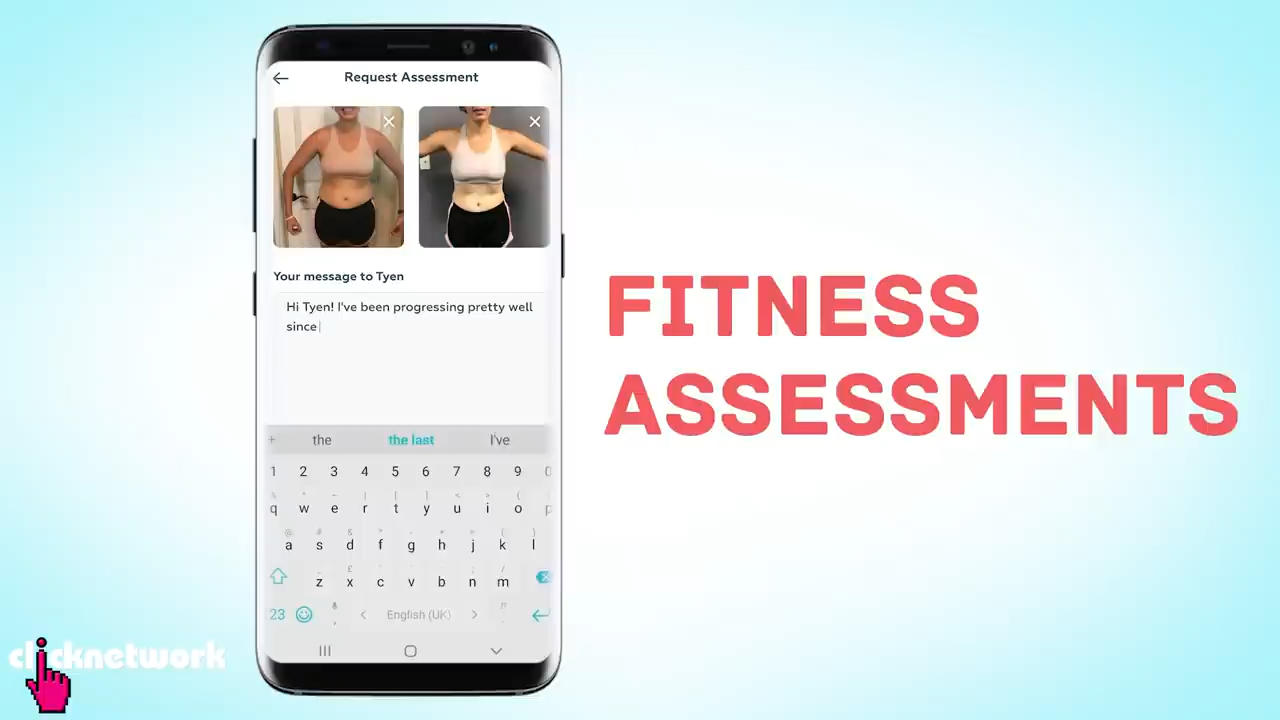 Request Assessment
Your message to Tyen
Hi Tyen! I've been progressing pretty well
since
FITNESS
ASSESSMENTS
+ the the last I've
1 2 3 4 5 6 7 8 9 0
q w e r t y u i o p
a s d f g h j k l
z x c v b n m
23 English (UK)
clicknetwork